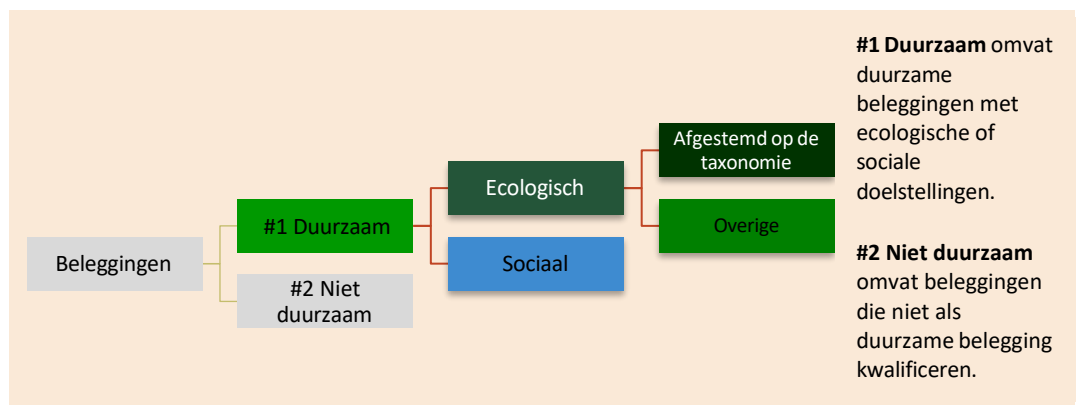 Beleggingen
#1 Duurzaam
#2 Niet
duurzaam
Ecologisch
Sociaal
Afgestemd op de
taxonomie
Overige
#1 Duurzaam omvat
duurzame
beleggingen met
ecologische of
sociale
doelstellingen.
#2 Niet duurzaam
omvat beleggingen
die niet als
duurzame belegging
kwalificeren.